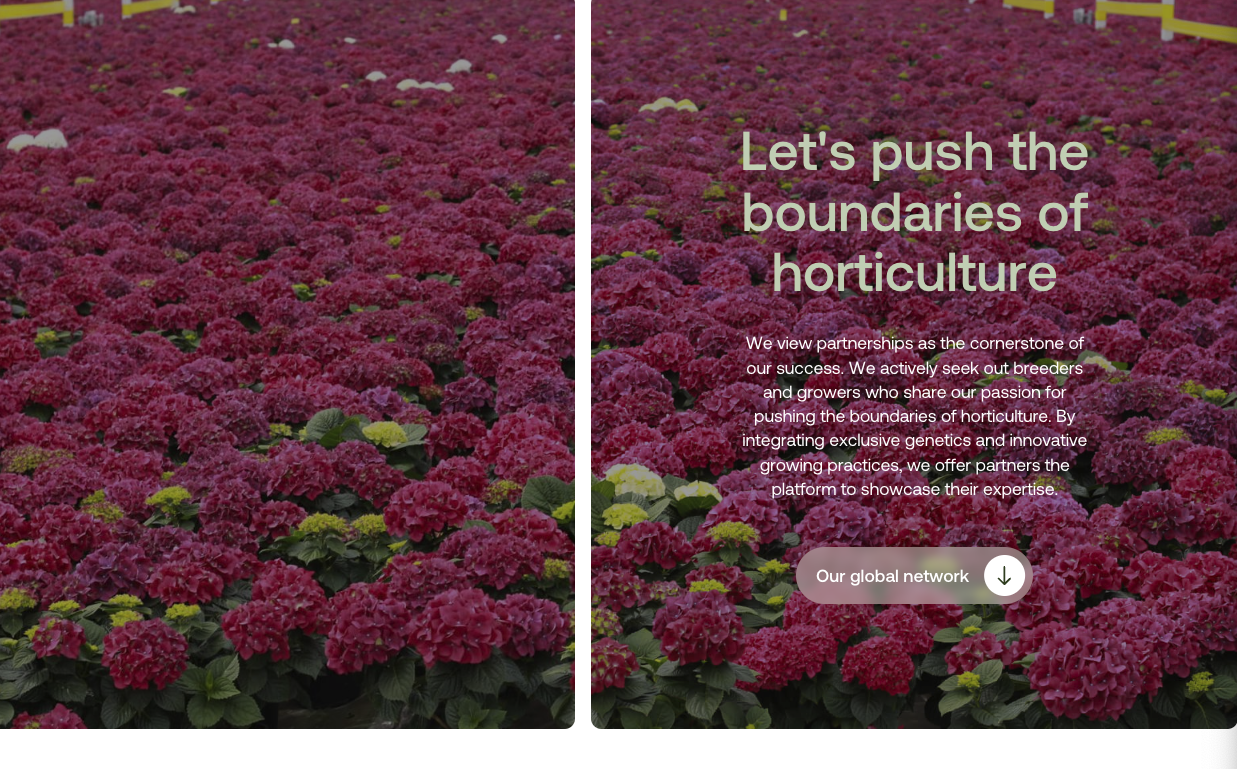 Let's push the
boundaries of
horticulture
We view partnerships as the cornerstone of
our success. We actively seek out breeders
and growers who share our passion for
pushing the boundaries of horticulture. By
integrating exclusive genetics and innovative
growing practices, we offer partners the
platform to showcase their expertise.
Our global network